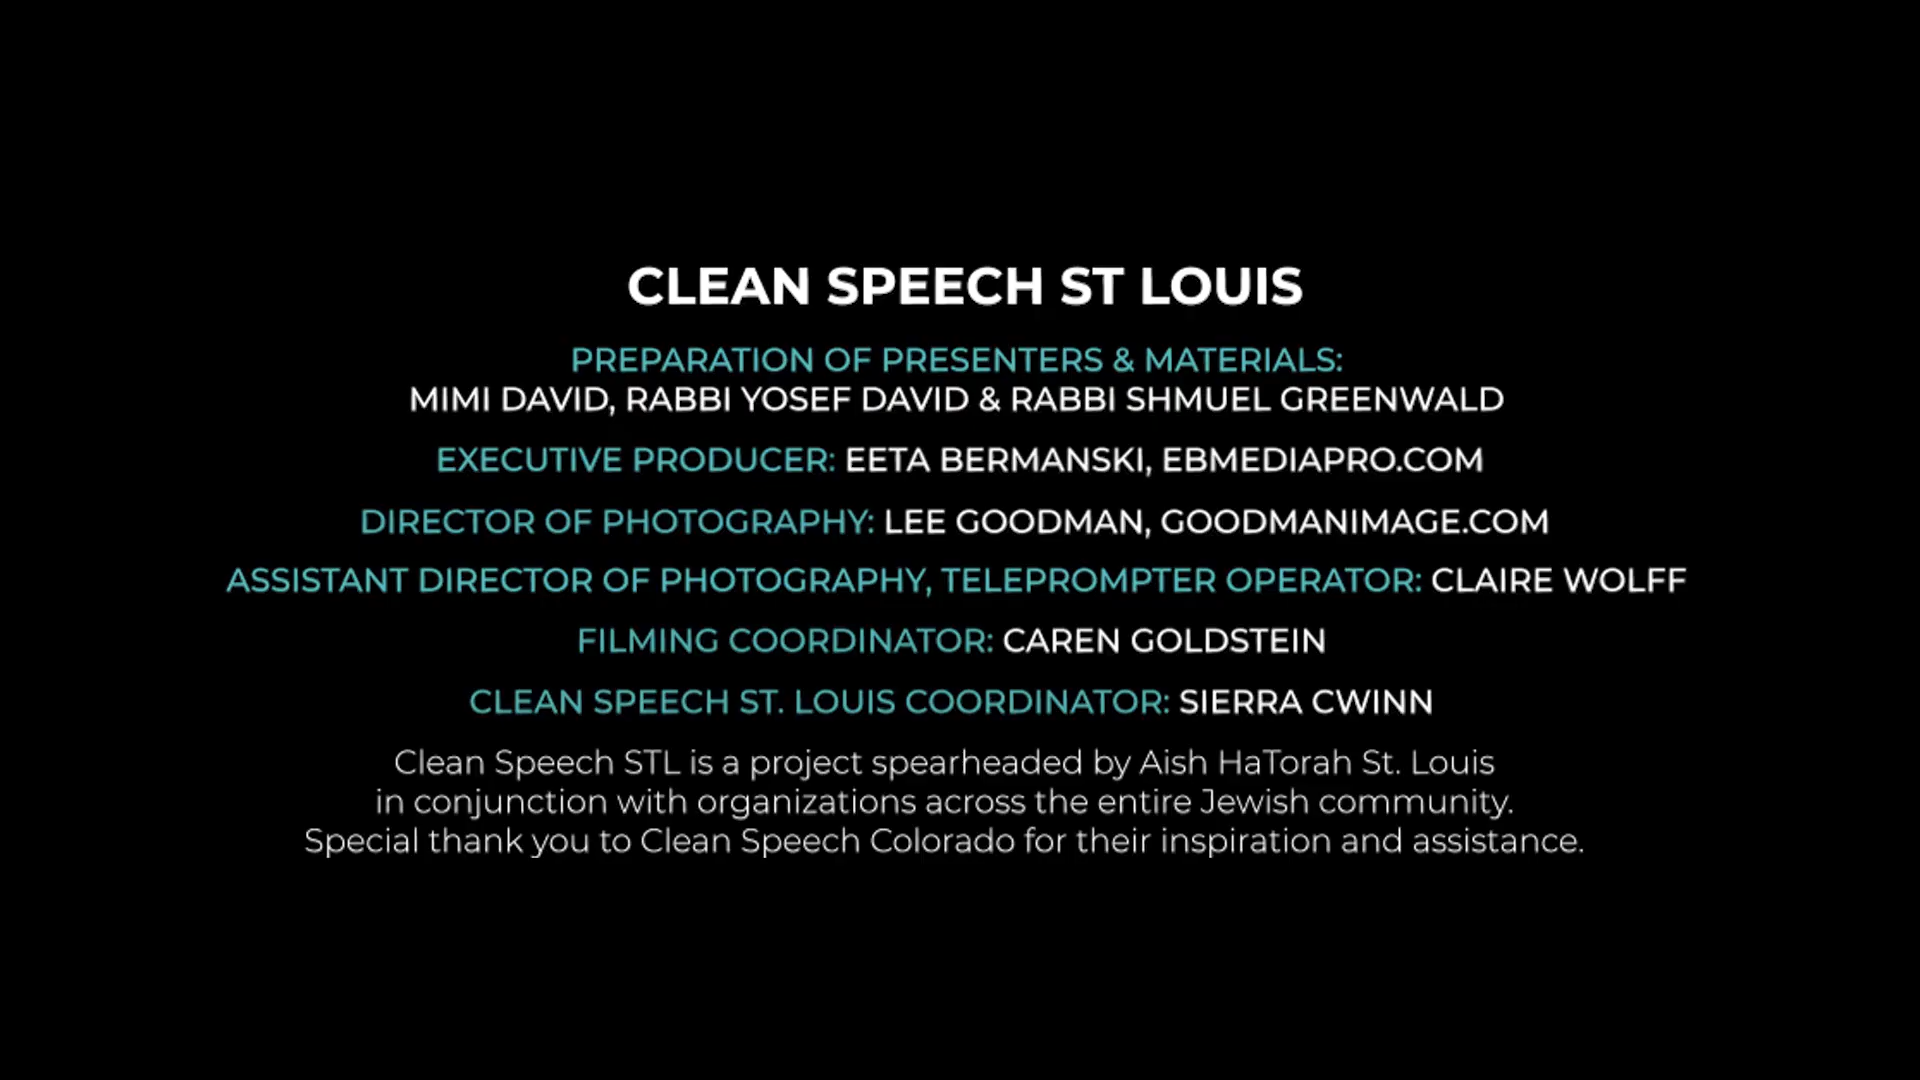 CLEAN SPEECH ST LOUIS
PREPARATION OF PRESENTERS & MATERIALS:
MIMI DAVID, RABBI YOSEF DAVID & RABBI SHMUEL GREENWALD
EXECUTIVE PRODUCER: EETA BERMANSKI, EBMEDIAPRO.COM
DIRECTOR OF PHOTOGRAPHY: LEE GOODMAN, GOODMANIMAGE.COM
ASSISTANT DIRECTOR OF PHOTOGRAPHY, TELEPROMPTER OPERATOR: CLAIRE WOLFF
FILMING COORDINATOR: CAREN GOLDSTEIN
CLEAN SPEECH ST. LOUIS COORDINATOR: SIERRA CWINN
Clean Speech STL is a project spearheaded by Aish HaTorah St. Louis
in conjunction with organizations across the entire Jewish community.
Special thank you to Clean Speech Colorado for their inspiration and assistance.